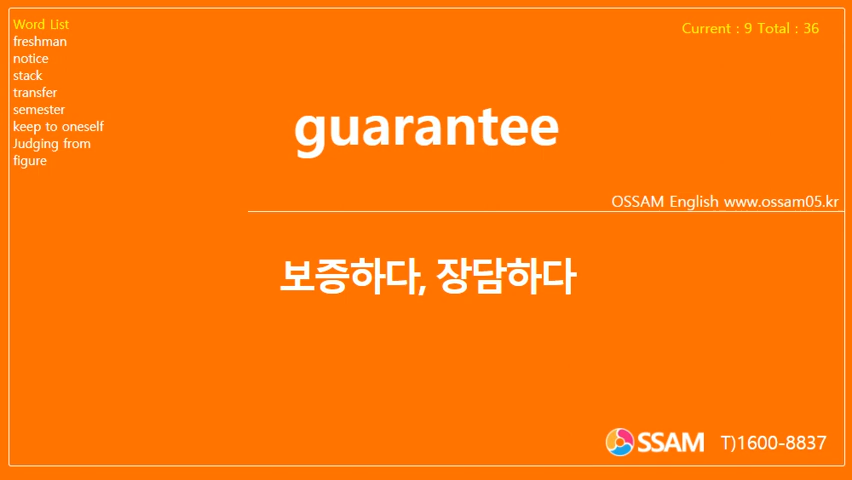 Word List
freshman
notice
stack
transfer
semester
keep to oneself
Judging from
figure
Current : 9 Total : 36
guarantee
OSSAM English www.ossam05.kr
보증하다, 장담하다
OSSAM T)1600-8837